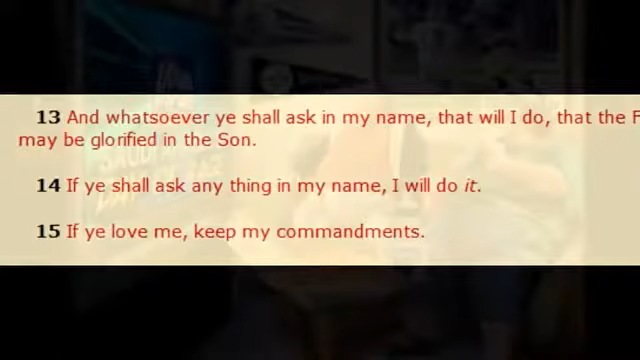 13 And whatsoever ye shall ask in my name, that will I do, that the F
may be glorified in the Son.
14 If ye shall ask any thing in my name, I will do it.
15 If ye love me, keep my commandments.